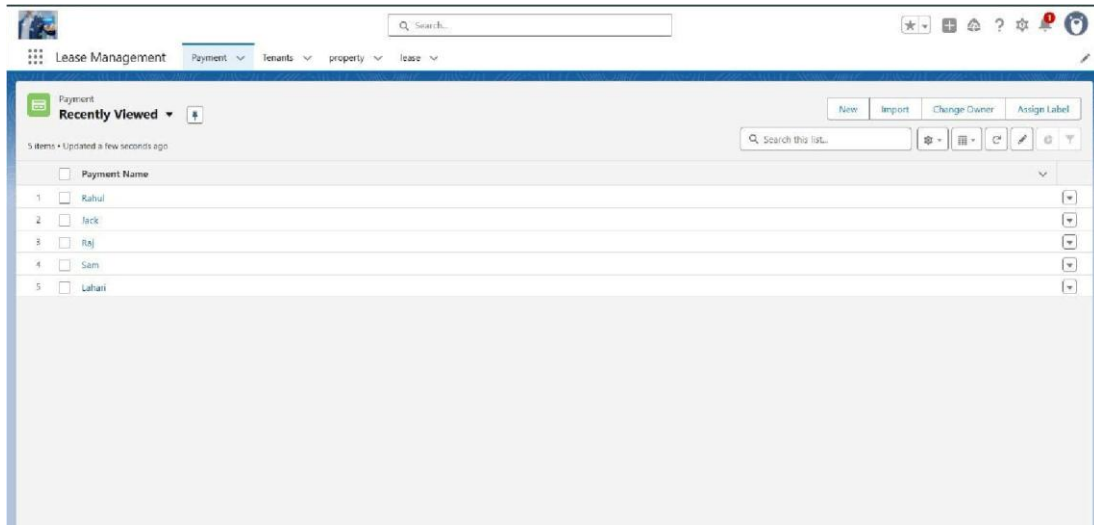 Search...
1
Lease Management Payment Tenants property lease
Payment
Recently Viewed
New Import Change Owner Assign Label
5 items • Updated a few seconds ago
Search this list...
Payment Name
1 Rahul
2 Jack
3 Raj
4 Sam
5 Lahari